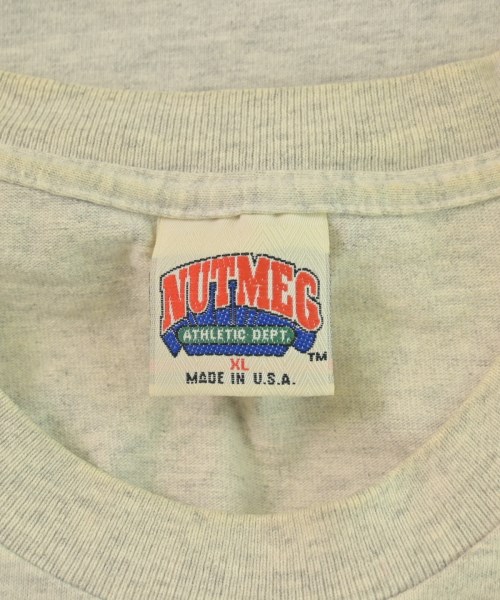 NUTMEG
ATHLETIC DEPT.
TM
XL
MADE IN U.S.A.